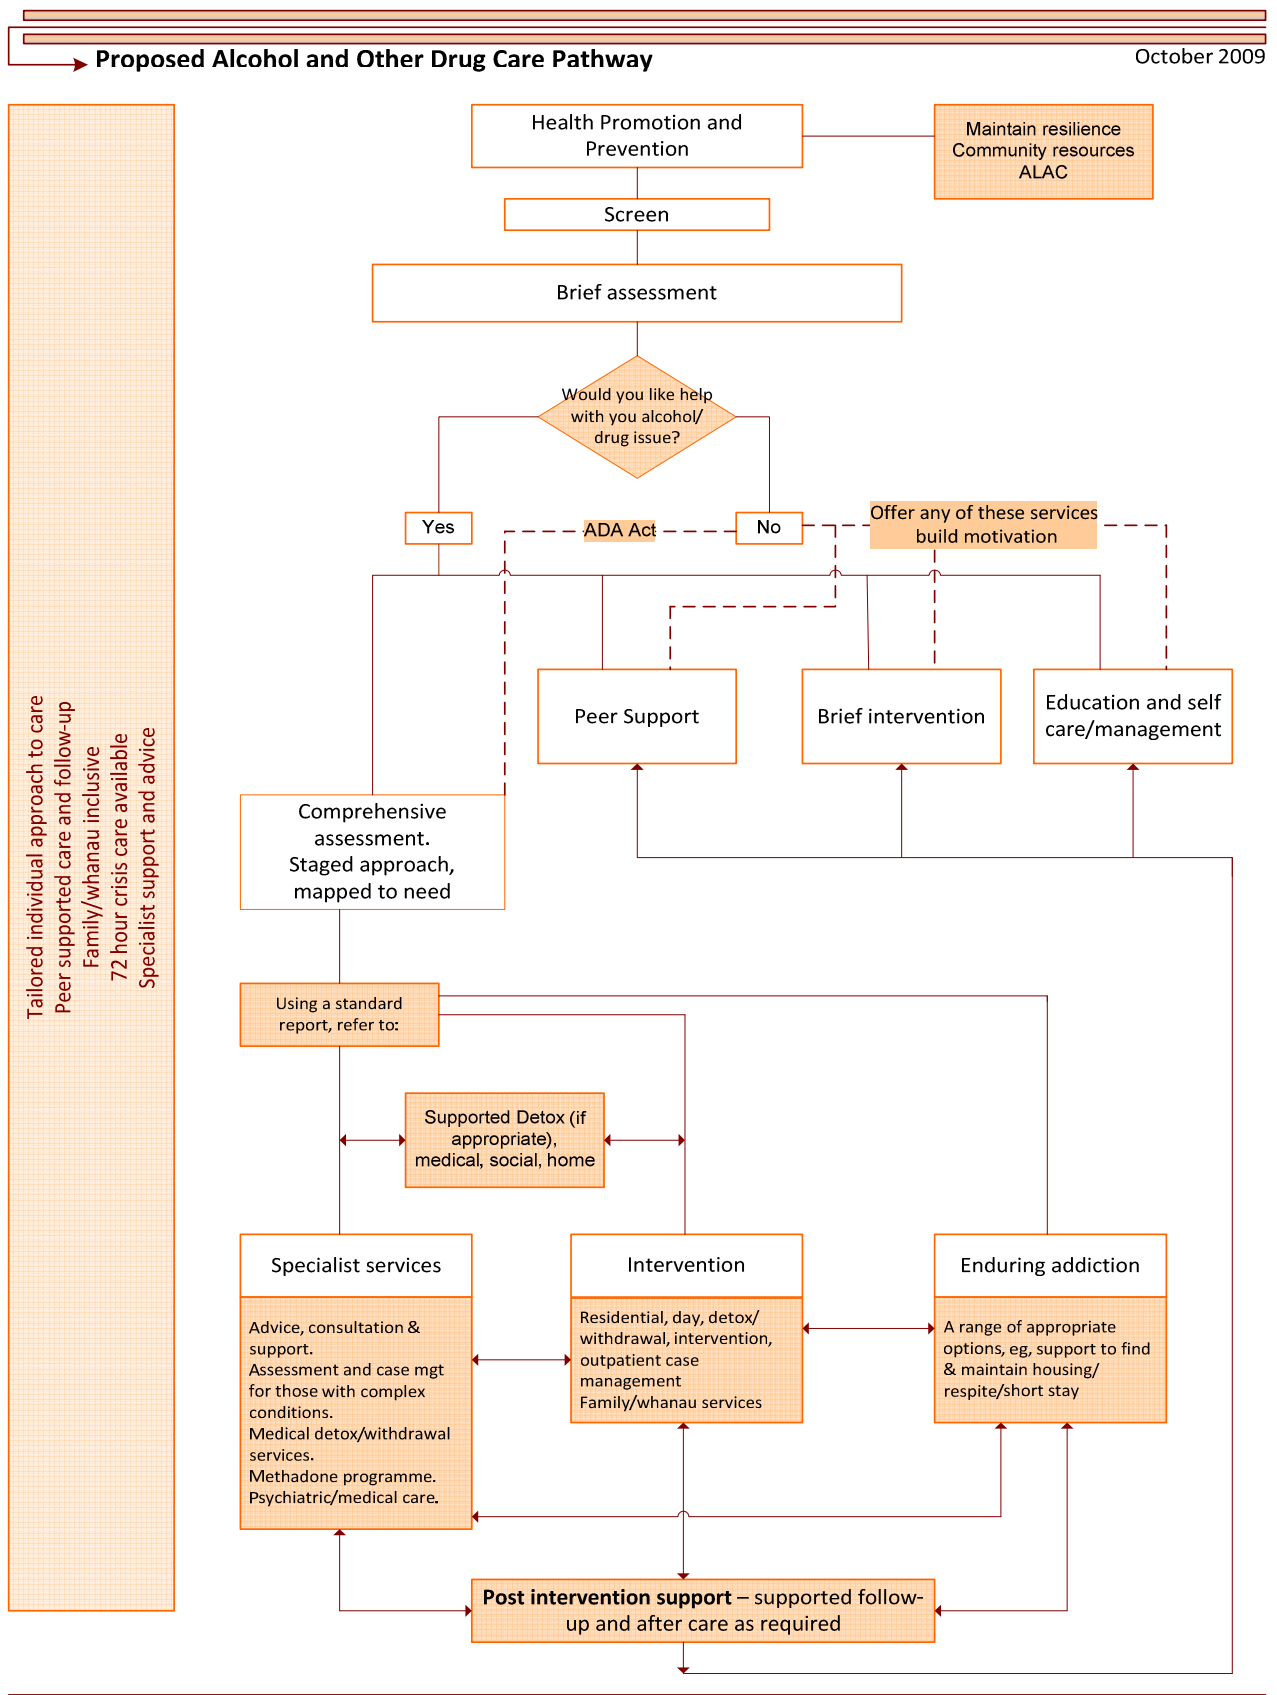 Proposed Alcohol and Other Drug Care Pathway
October 2009
Tailored individual approach to care
Peer supported care and follow-up
Family/whanau inclusive
72 hour crisis care available
Specialist support and advice
Health Promotion and
Prevention
Maintain resilience
Community resources
ALAC
Screen
Brief assessment
Would you like help
with you alcohol/
drug issue?
Yes
ADA Act
No
Offer any of these services
build motivation
Peer Support
Brief intervention
Education and self
care/management
Comprehensive
assessment.
Staged approach,
mapped to need
Using a standard
report, refer to:
Supported Detox (if
appropriate),
medical, social, home
Specialist services
Advice, consultation &
support.
Assessment and case mgt
for those with complex
conditions.
Medical detox/withdrawal
services.
Methadone programme.
Psychiatric/medical care.
Intervention
Residential, day, detox/
withdrawal, intervention,
outpatient case
management
Family/whanau services
Enduring addiction
A range of appropriate
options, eg, support to find
& maintain housing/
respite/short stay
Post intervention support – supported follow-
up and after care as required